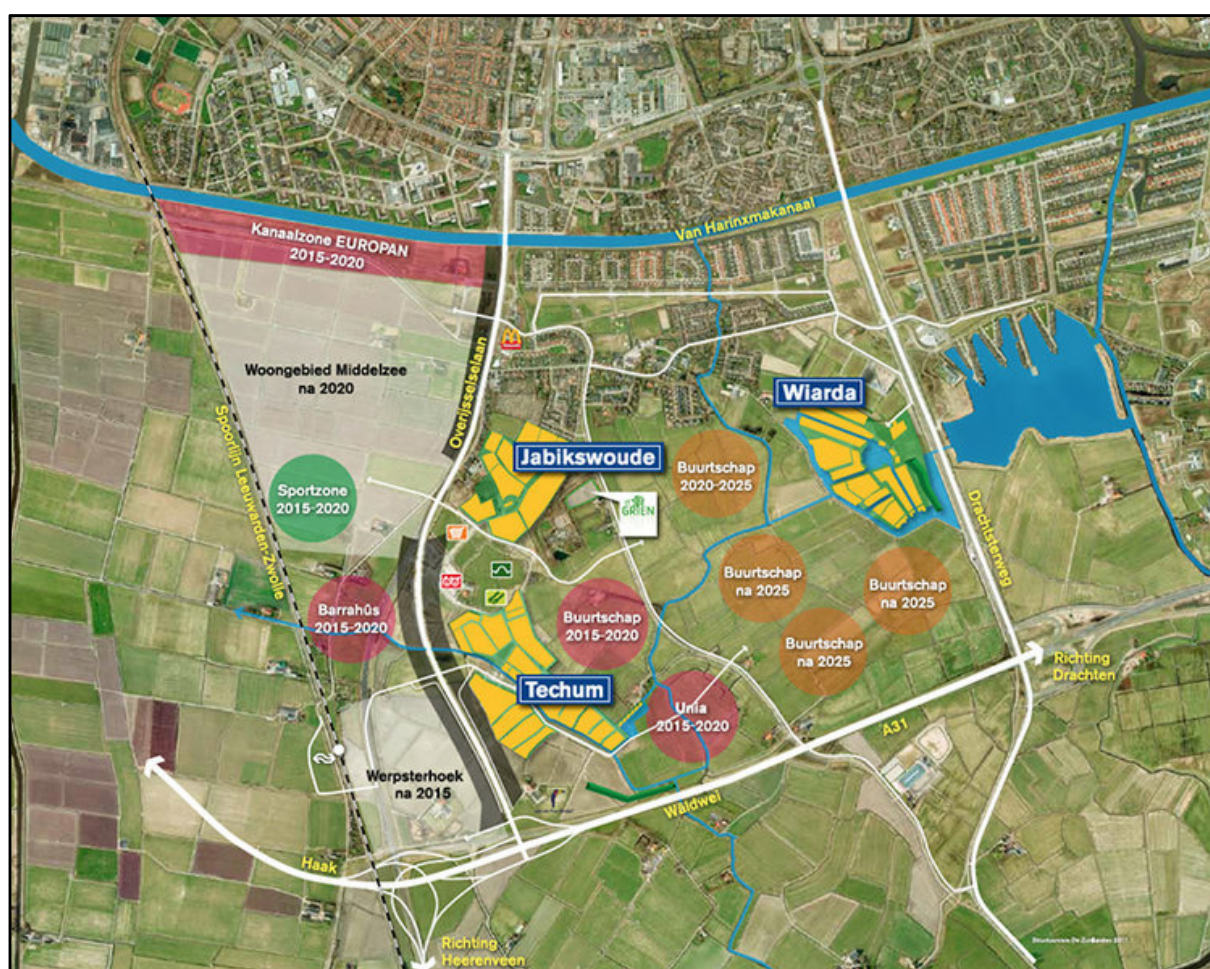 Van Harinxmakanaal
Kanaalzone EUROPAN
2015-2020
Woongebied Middelzee
na 2020
Overijsselselaan
Spoorlijn Leeuwarden-Zwolle
Wiarda
Jabikswoude
Buurtschap
2020-2025
Sportzone
2015-2020
GRIEN
Drachtsterweg
Buurtschap
na 2025
Buurtschap
na 2025
Barrahûs
2015-2020
Buurtschap
2015-2020
Buurtschap
na 2025
Richting
Drachten
Techum
Unia
2015-2020
A31
Werpsterhoek
na 2015
Wâldwei
Haak
Richting
Heerenveen